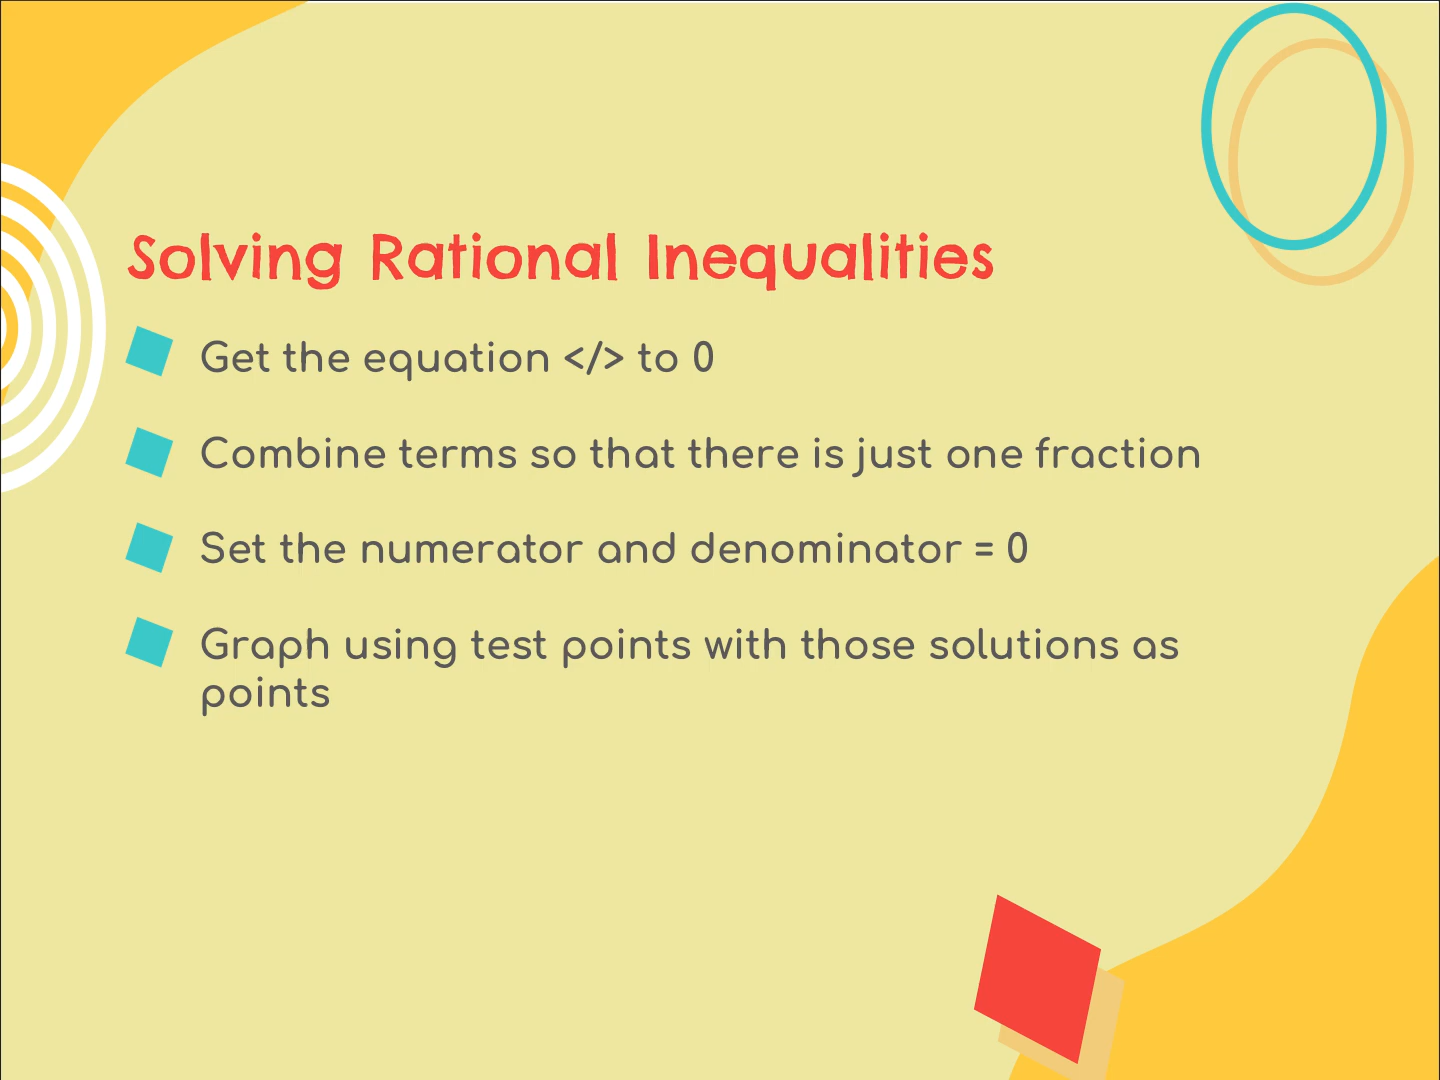 Solving Rational Inequalities
Get the equation </> to 0
Combine terms so that there is just one fraction
Set the numerator and denominator = 0
Graph using test points with those solutions as
points